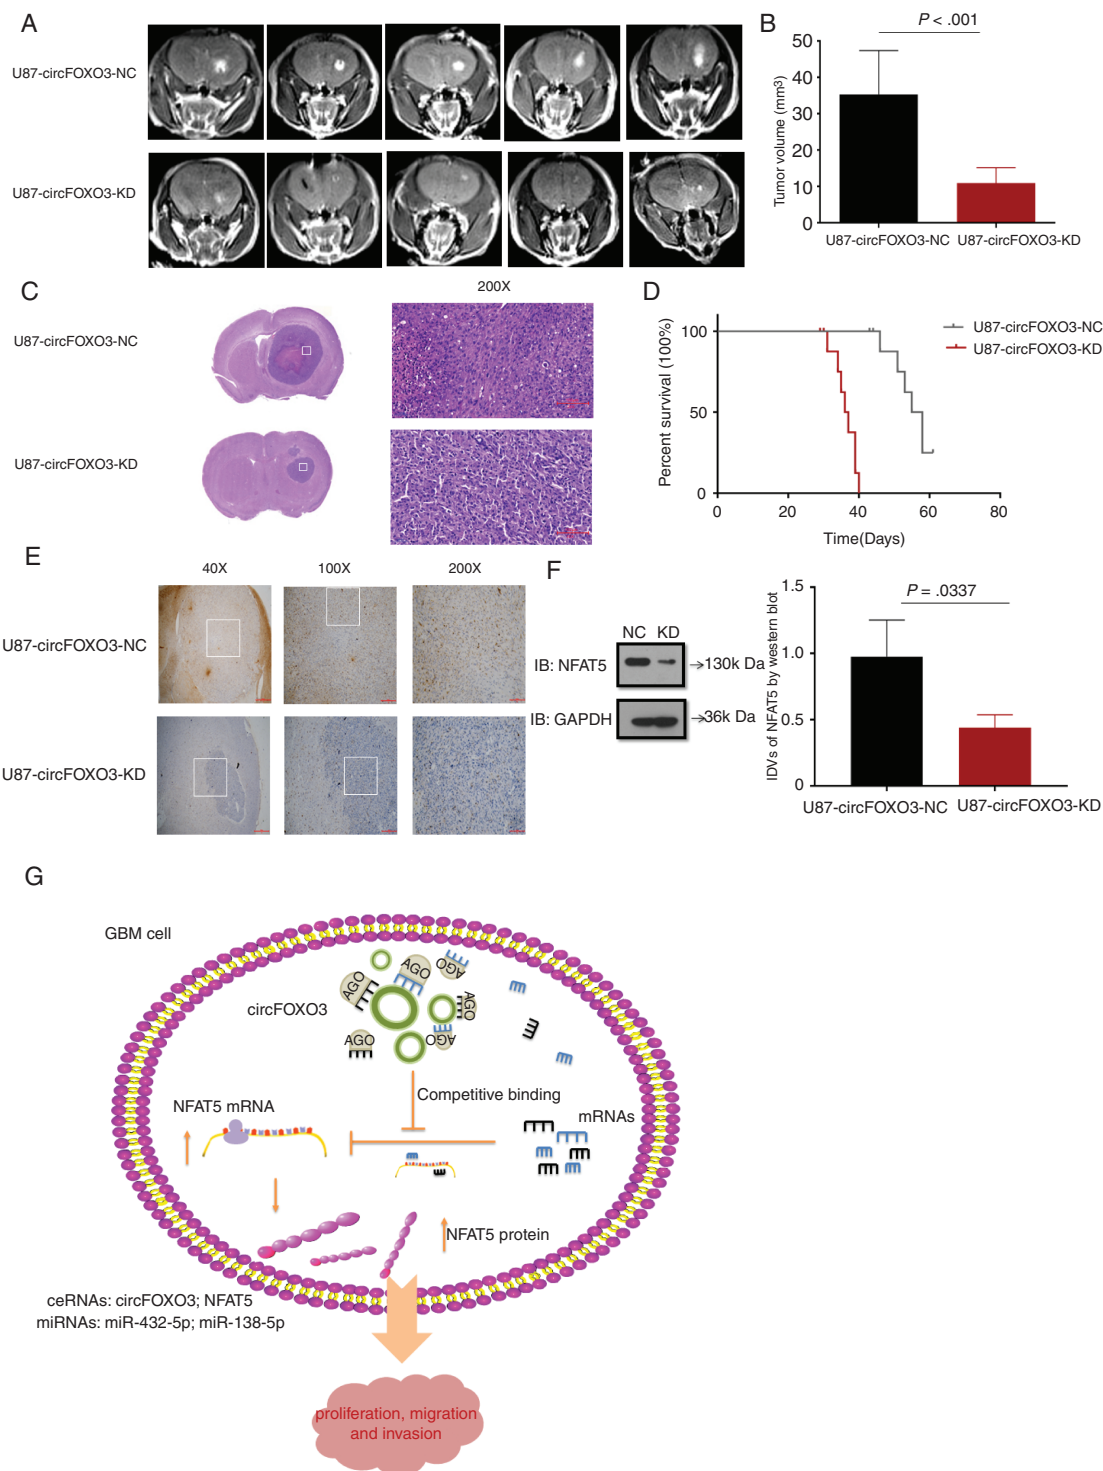 A
U87-circFOXO3-NC
U87-circFOXO3-KD
B
P < .001
Tumor volume (mm3)
50
40
30
20
10
0
U87-circFOXO3-NC U87-circFOXO3-KD
C
200X
U87-circFOXO3-NC
U87-circFOXO3-KD
D
Percent survival (100%)
100
50
0
0 20 40 60 80
Time(Days)
U87-circFOXO3-NC
U87-circFOXO3-KD
E
40X 100X 200X
U87-circFOXO3-NC
U87-circFOXO3-KD
F
NC KD
IB: NFAT5
130k Da
IB: GAPDH
36k Da
P = .0337
IDVs of NFAT5 by western blot
1.5
1.0
0.5
0
U87-circFOXO3-NC U87-circFOXO3-KD
G
GBM cell
circFOXO3
AGO
AGO
AGO
AGO
AGO
AGO
Competitive binding
NFAT5 mRNA
mRNAs
NFAT5 protein
ceRNAs: circFOXO3; NFAT5
miRNAs: miR-432-5p; miR-138-5p
proliferation, migration
and invasion